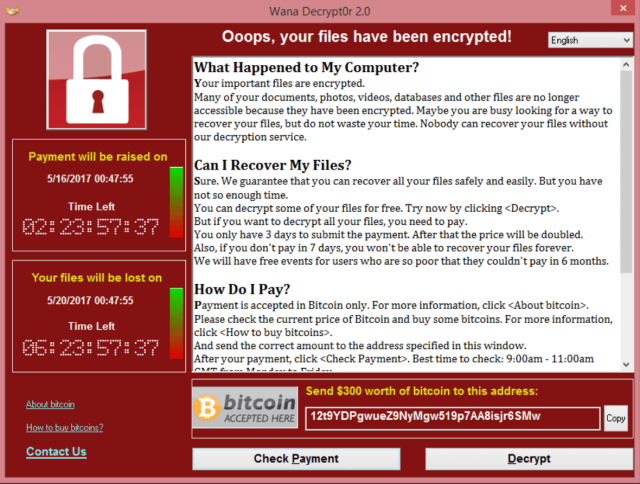 Wana Decrypt0r 2.0
Ooops, your files have been encrypted!
English
Payment will be raised on
5/16/2017 00:47:55
Time Left
02:23:57:37
Your files will be lost on
5/20/2017 00:47:55
Time Left
06:23:57:37
About bitcoin
How to buy bitcoins?
Contact Us
What Happened to My Computer?
Your important files are encrypted.
Many of your documents, photos, videos, databases and other files are no longer
accessible because they have been encrypted. Maybe you are busy looking for a way to
recover your files, but do not waste your time. Nobody can recover your files without
our decryption service.
Can I Recover My Files?
Sure. We guarantee that you can recover all your files safely and easily. But you have
not so enough time.
You can decrypt some of your files for free. Try now by clicking <Decrypt>.
But if you want to decrypt all your files, you need to pay.
You only have 3 days to submit the payment. After that the price will be doubled.
Also, if you don't pay in 7 days, you won't be able to recover your files forever.
We will have free events for users who are so poor that they couldn't pay in 6 months.
How Do I Pay?
Payment is accepted in Bitcoin only. For more information, click <About bitcoin>.
Please check the current price of Bitcoin and buy some bitcoins. For more information,
click <How to buy bitcoins>.
And send the correct amount to the address specified in this window.
After your payment, click <Check Payment>. Best time to check: 9:00am - 11:00am
GMT from Monday to Friday.
bitcoin
ACCEPTED HERE
Send $300 worth of bitcoin to this address:
12t9YDPgwueZ9NyMgw519p7AA8isjr6SMw
Copy
Check Payment
Decrypt